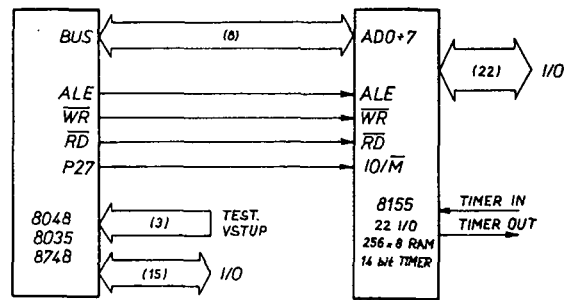 BUS
(8)
AD0÷7
(22)
I/O
ALE
ALE
WR
WR
RD
RD
P27
IO/M
8048
8035
8748
(3)
TEST.
VSTUP
(15)
I/O
8155
22 I/O
256×8 RAM
14 bit TIMER
TIMER IN
TIMER OUT